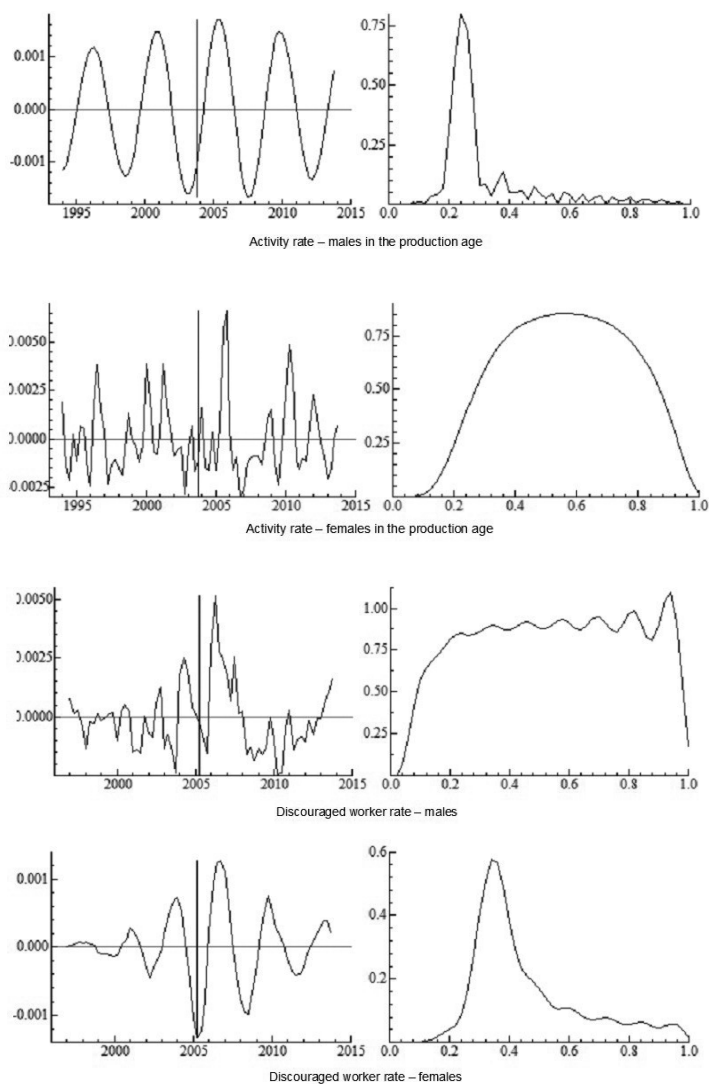 0.001
0.000
-0.001
1995 2000 2005 2010 2015
0.75
0.50
0.25
0.0 0.2 0.4 0.6 0.8 1.0
Activity rate – males in the production age
0.0050
0.0025
0.0000
0.0025
1995 2000 2005 2010 2015
0.75
0.50
0.25
0.0 0.2 0.4 0.6 0.8 1.0
Activity rate – females in the production age
0.0050
0.0025
0.0000
2000 2005 2010 2015
1.00
0.75
0.50
0.25
0.0 0.2 0.4 0.6 0.8 1.0
Discouraged worker rate – males
0.001
0.000
-0.001
2000 2005 2010 2015
0.6
0.4
0.2
0.0 0.2 0.4 0.6 0.8 1.0
Discouraged worker rate – females